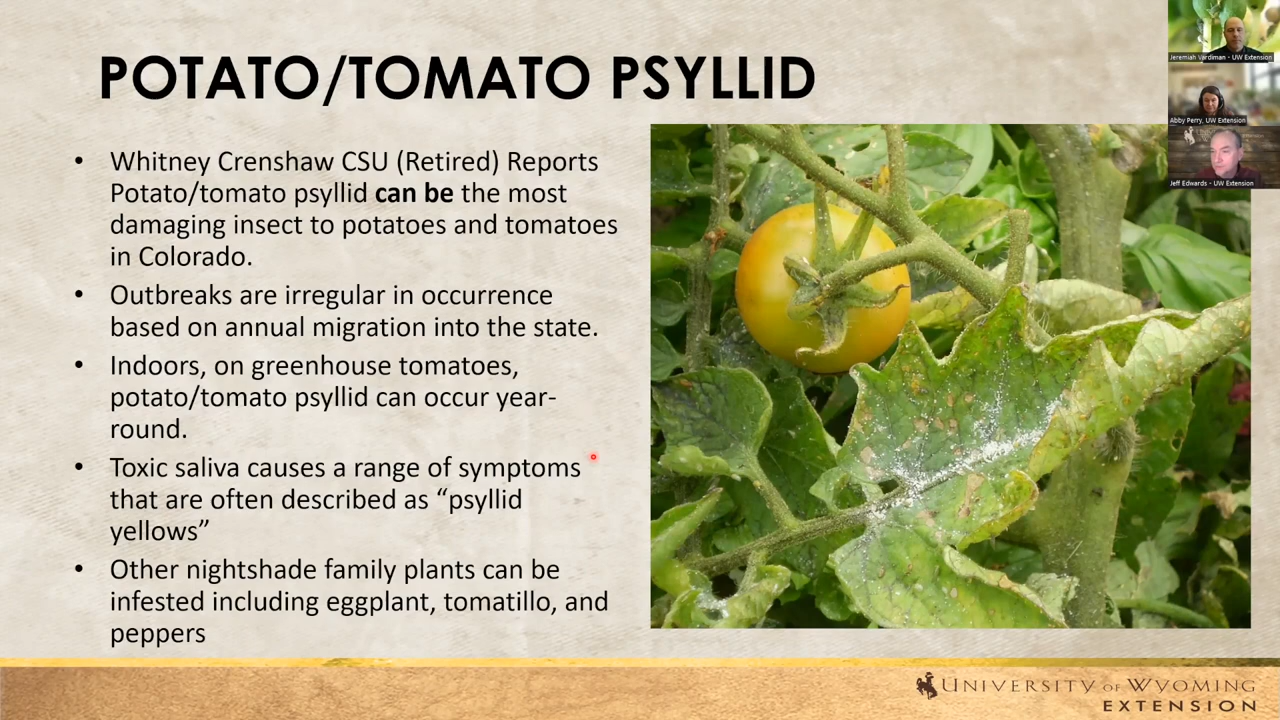 POTATO/TOMATO PSYLLID
• Whitney Crenshaw CSU (Retired) Reports
Potato/tomato psyllid can be the most
damaging insect to potatoes and tomatoes
in Colorado.
• Outbreaks are irregular in occurrence
based on annual migration into the state.
• Indoors, on greenhouse tomatoes,
potato/tomato psyllid can occur year-
round.
• Toxic saliva causes a range of symptoms
that are often described as “psyllid
yellows”
• Other nightshade family plants can be
infested including eggplant, tomatillo, and
peppers
Jeremiah Vardiman - UW Extension
Abby Perry, UW Extension
Jeff Edwards - UW Extension
UNIVERSITY OF WYOMING
EXTENSION